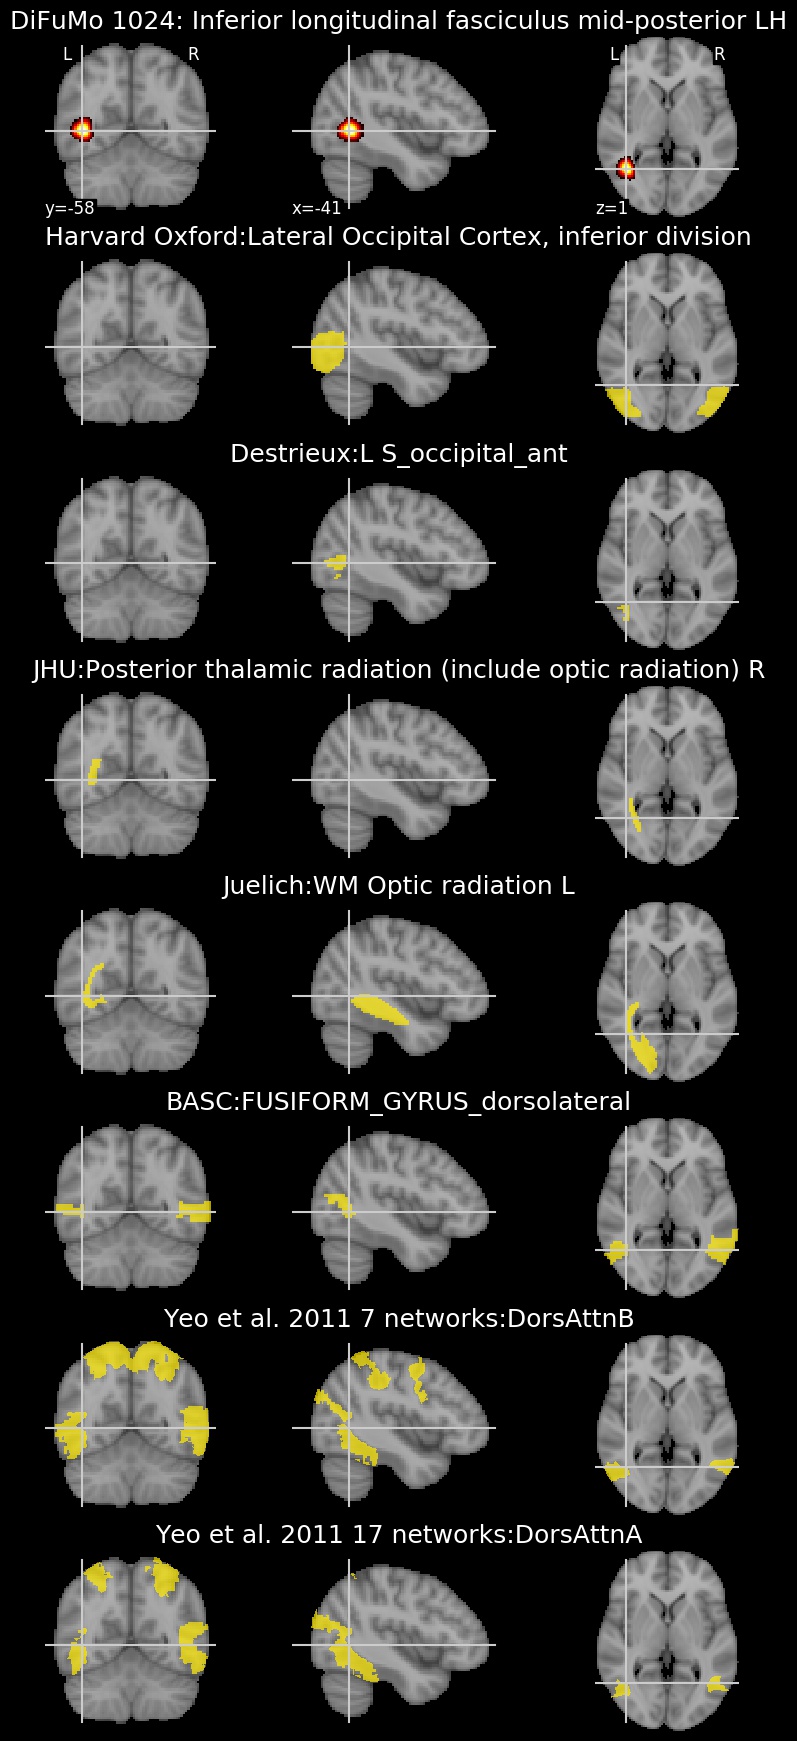 DiFuMo 1024: Inferior longitudinal fasciculus mid-posterior LH
L R L R
y=-58 x=-41 z=1
Harvard Oxford:Lateral Occipital Cortex, inferior division
Destrieux:L S_occipital_ant
JHU:Posterior thalamic radiation (include optic radiation) R
Juelich:WM Optic radiation L
BASC:FUSIFORM_GYRUS_dorsolateral
Yeo et al. 2011 7 networks:DorsAttnB
Yeo et al. 2011 17 networks:DorsAttnA